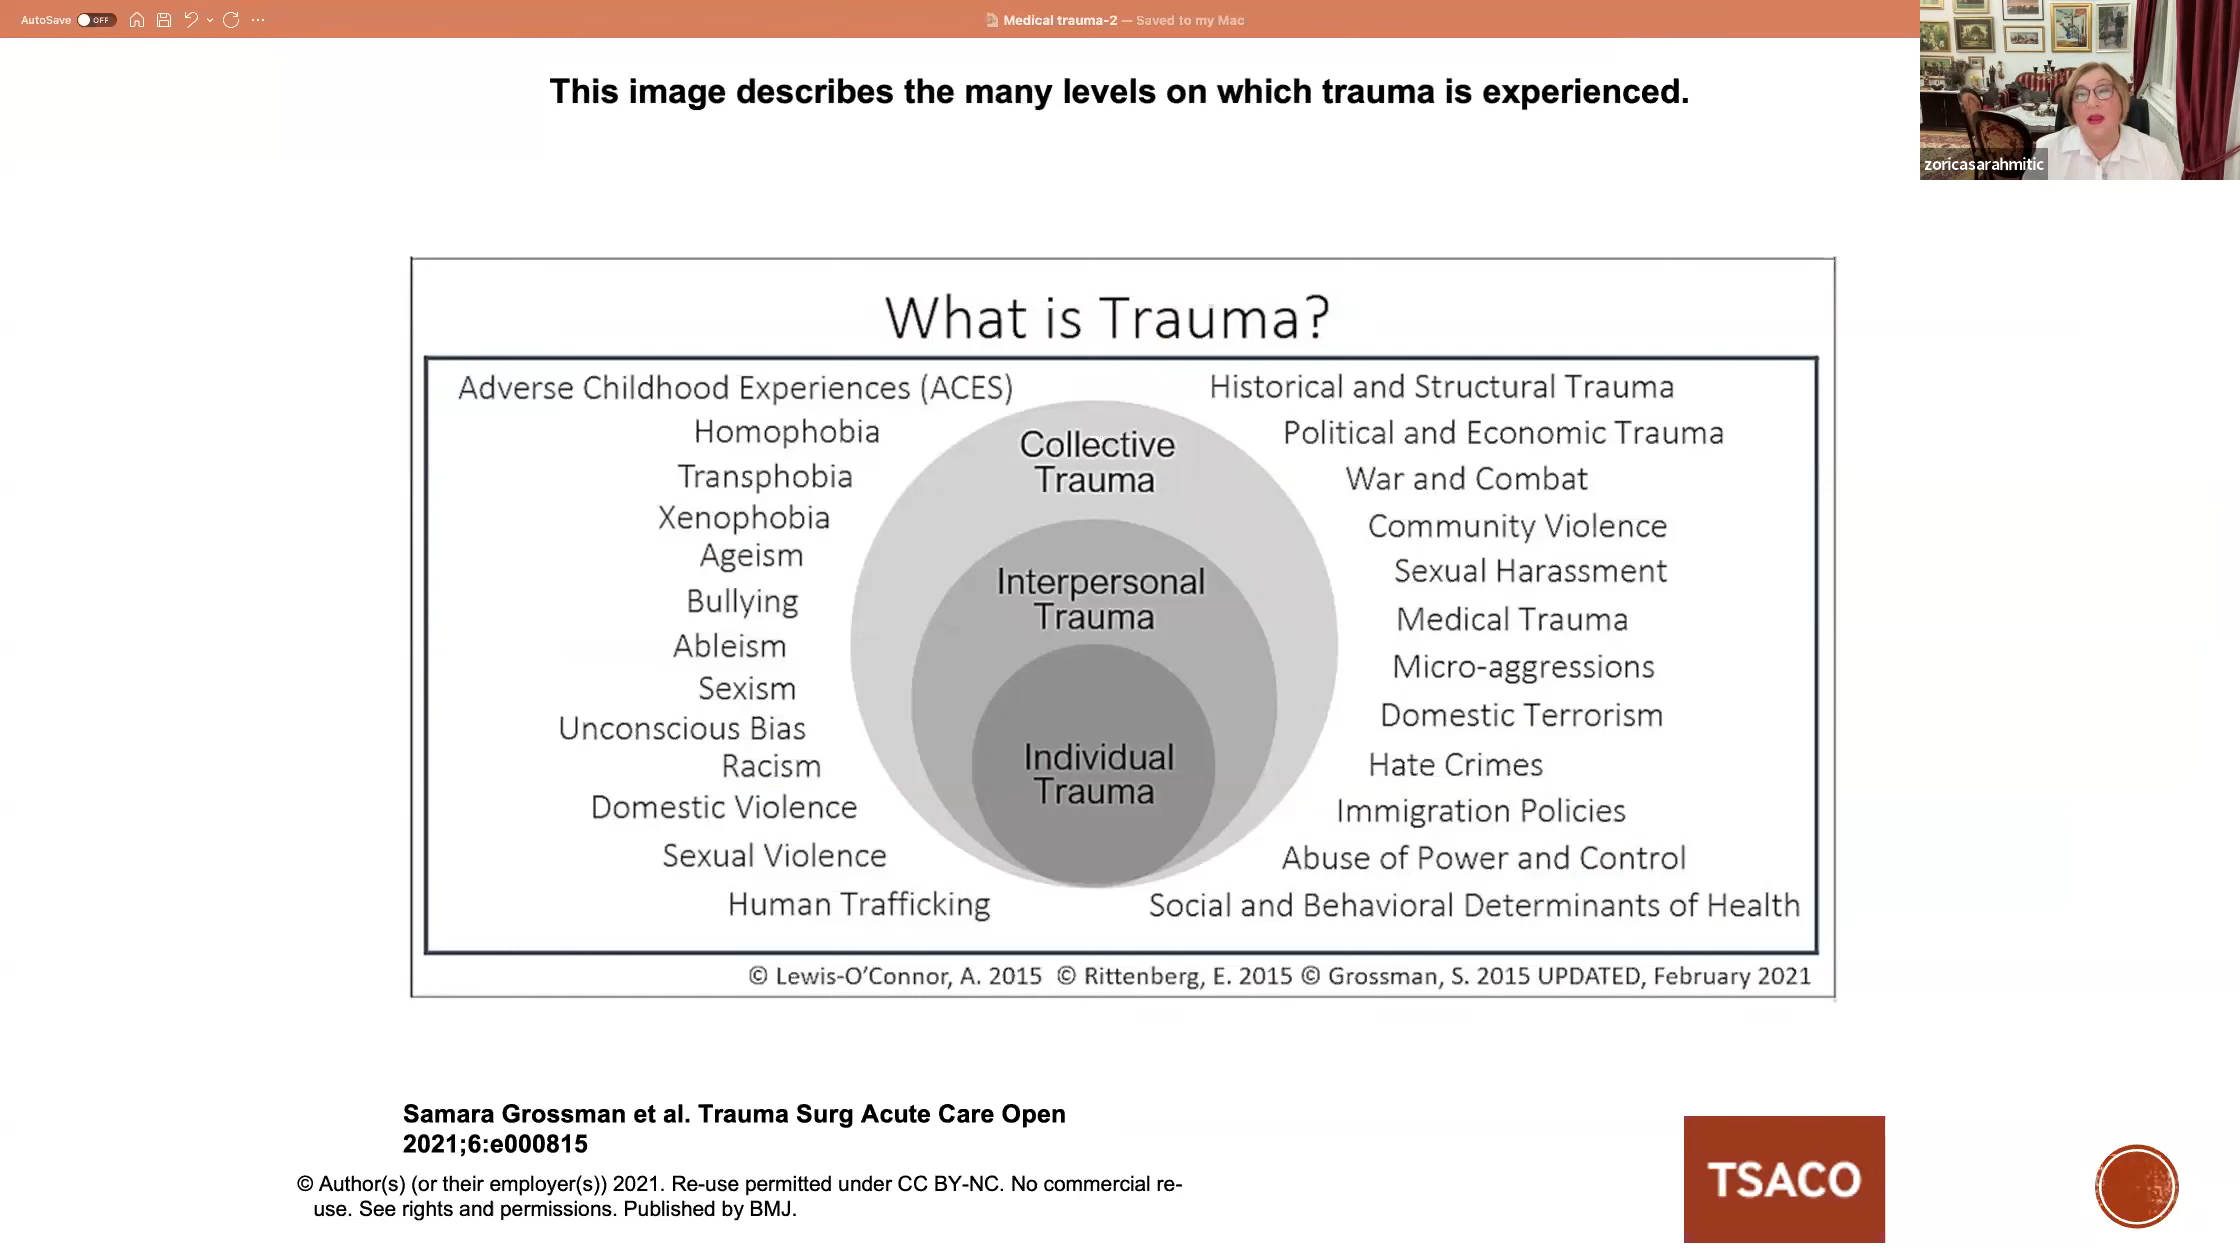 AutoSave OFF
Medical trauma-2 — Saved to my Mac
This image describes the many levels on which trauma is experienced.
zoricasarahmitic
What is Trauma?
Adverse Childhood Experiences (ACES)
Homophobia
Transphobia
Xenophobia
Ageism
Bullying
Ableism
Sexism
Unconscious Bias
Racism
Domestic Violence
Sexual Violence
Human Trafficking
Collective
Trauma
Interpersonal
Trauma
Individual
Trauma
Historical and Structural Trauma
Political and Economic Trauma
War and Combat
Community Violence
Sexual Harassment
Medical Trauma
Micro-aggressions
Domestic Terrorism
Hate Crimes
Immigration Policies
Abuse of Power and Control
Social and Behavioral Determinants of Health
© Lewis-O’Connor, A. 2015 © Rittenberg, E. 2015 © Grossman, S. 2015 UPDATED, February 2021
Samara Grossman et al. Trauma Surg Acute Care Open
2021;6:e000815
© Author(s) (or their employer(s)) 2021. Re-use permitted under CC BY-NC. No commercial re-
use. See rights and permissions. Published by BMJ.
TSACO